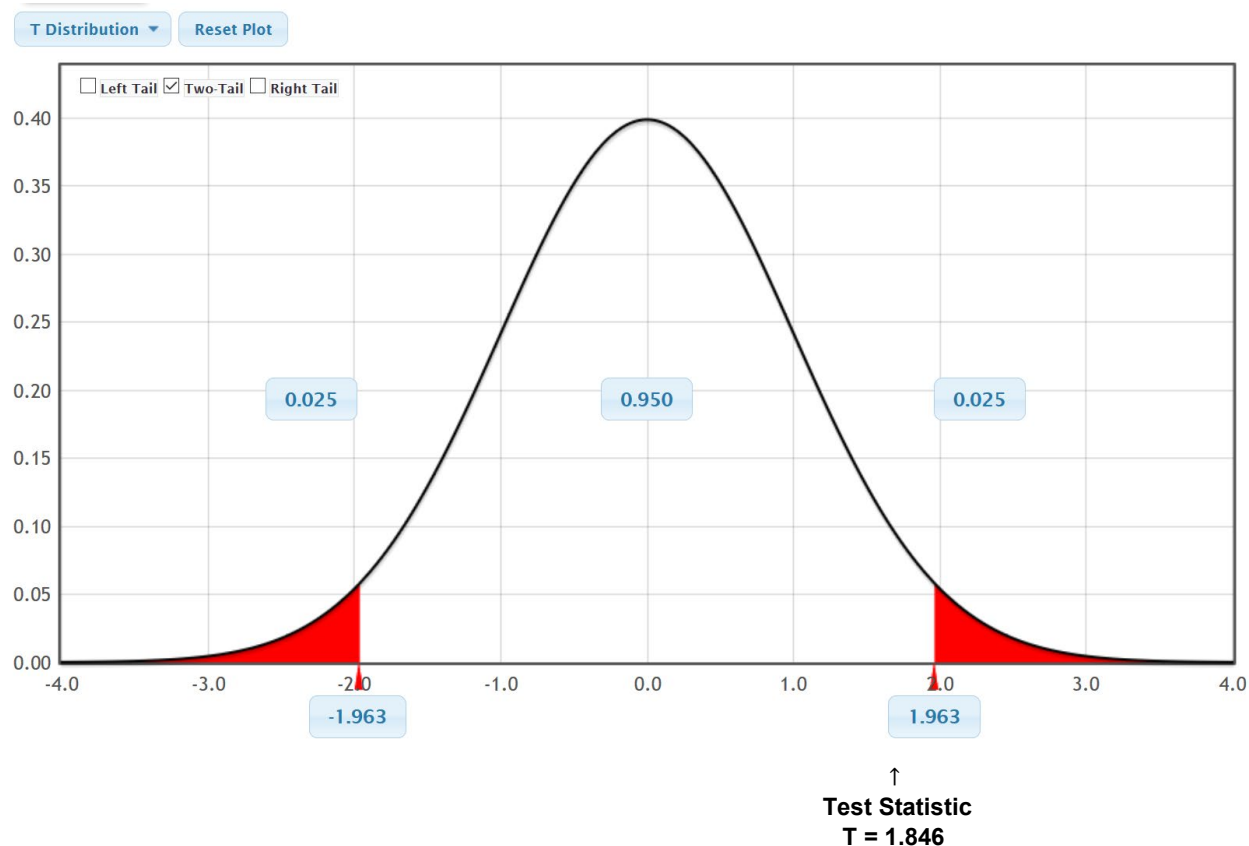 T Distribution Reset Plot
Left Tail Two-Tail Right Tail
0.40
0.35
0.30
0.25
0.20
0.025 0.950 0.025
0.15
0.10
0.05
0.00
-4.0 -3.0 -2.0 -1.0 0.0 1.0 2.0 3.0 4.0
-1.963 1.963
↑
Test Statistic
T = 1.846